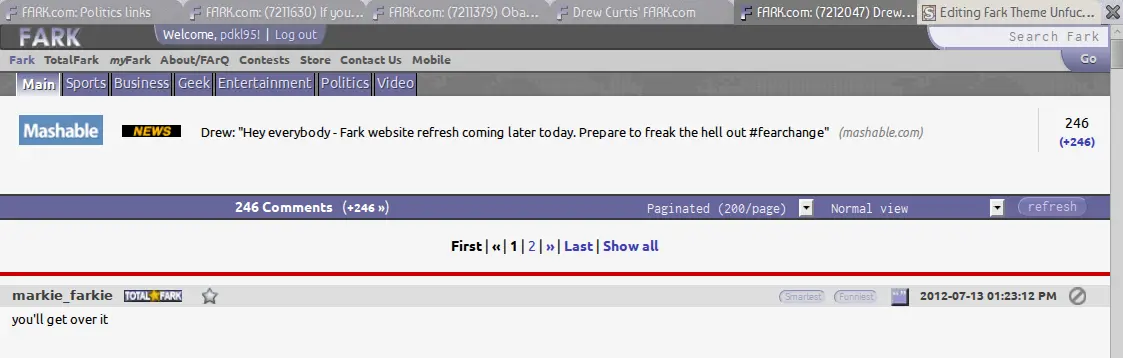 FARK.com: Politics links
FARK.com: (7211630) If you...
FARK.com: (7211379) Oba...
Drew Curtis' FARK.com
FARK.com: (7212047) Drew...
Editing Fark Theme Unfuc...
FARK
Welcome, pdkl95! | Log out
Search Fark
Fark TotalFark myFark About/FArQ Contests Store Contact Us Mobile
Go
Main Sports Business Geek Entertainment Politics Video
Mashable
NEWS
Drew: "Hey everybody - Fark website refresh coming later today. Prepare to freak the hell out #fearchange" (mashable.com)
246
(+246)
246 Comments (+246 »)
Paginated (200/page)
Normal view
refresh
First | « | 1 | 2 | » | Last | Show all
markie_farkie TOTAL FARK
Smartest Funniest
2012-07-13 01:23:12 PM
you'll get over it